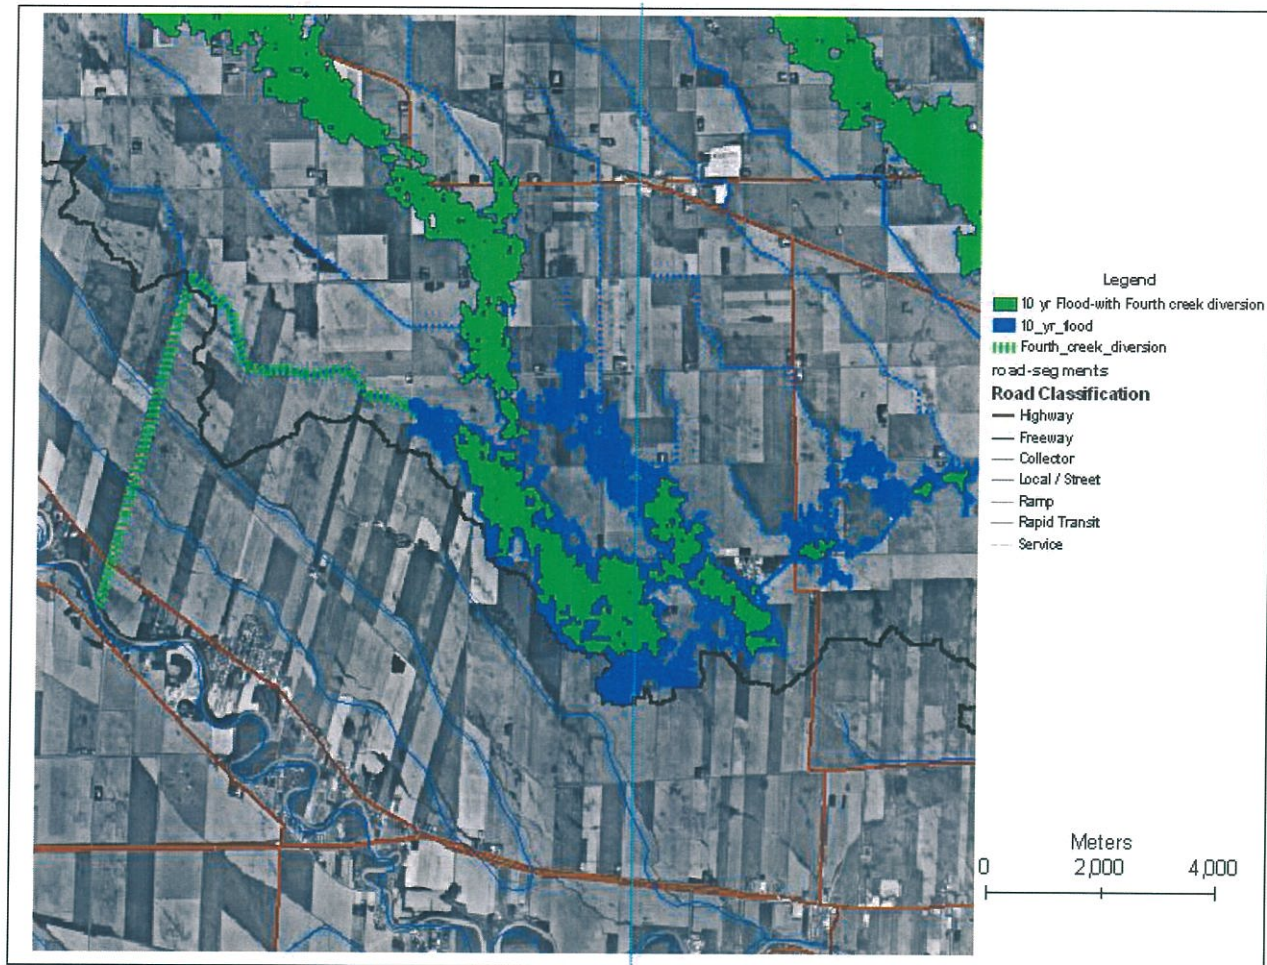 Legend
10 yr Flood-with Fourth creek diversion
10_yr_flood
Fourth_creek_diversion
road-segments
Road Classification
Highway
Freeway
Collector
Local / Street
Ramp
Rapid Transit
Service
Meters
0 2,000 4,000